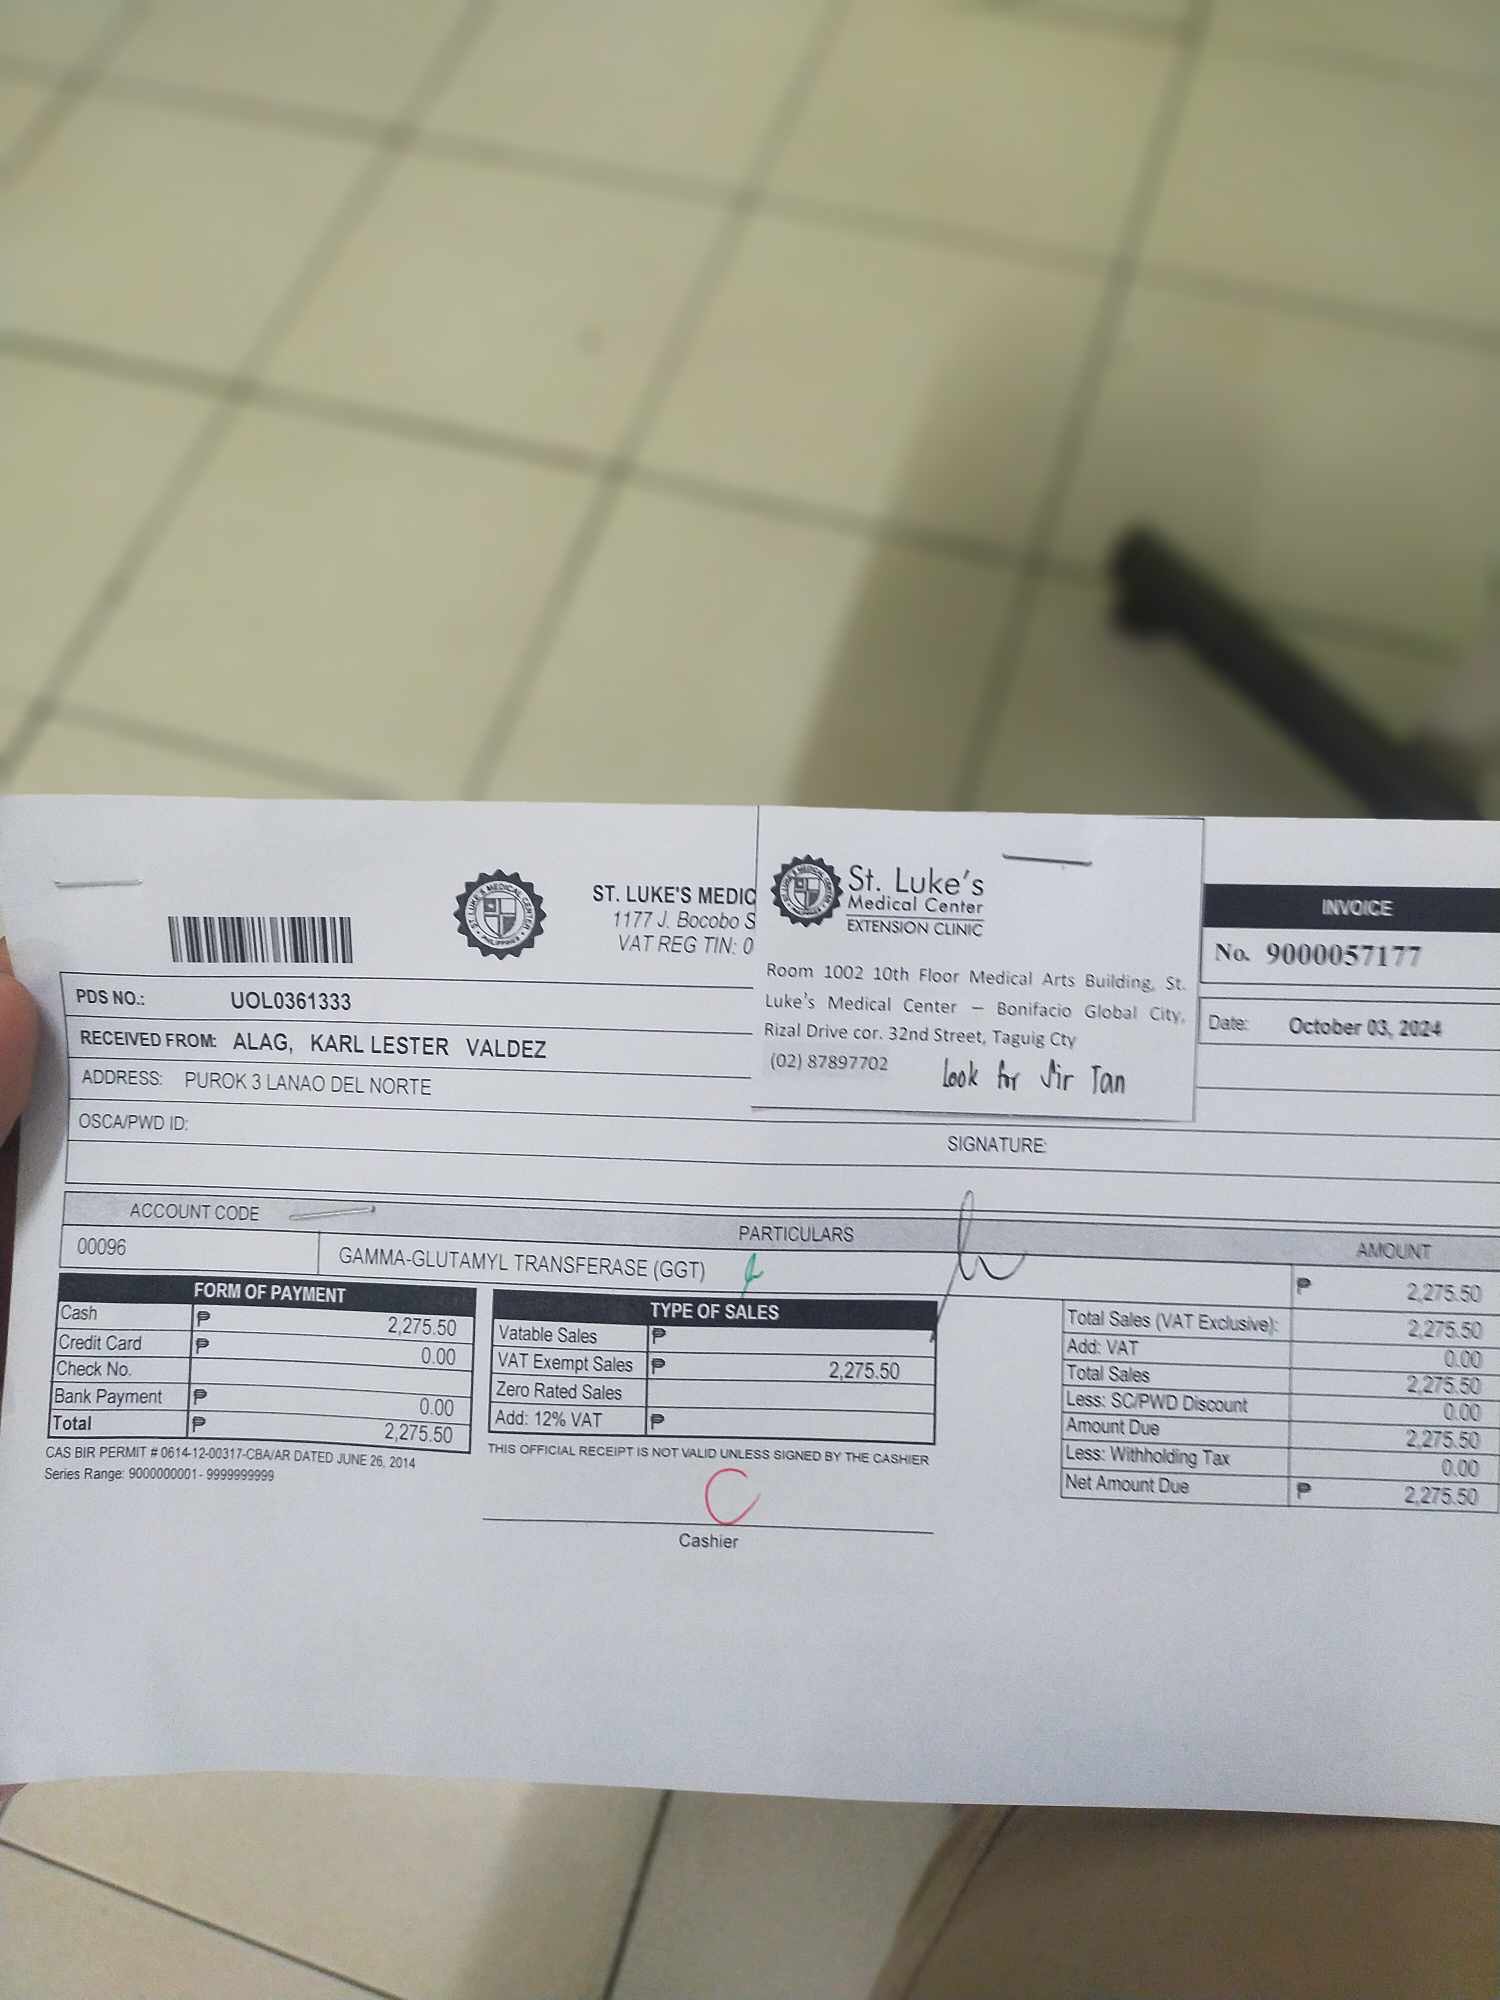 ST. LUKE'S MEDIC
1177 J. Bocobo S
VAT REG TIN: 0
St. Luke's
Medical Center
EXTENSION CLINIC
Room 1002 10th Floor Medical Arts Building, St.
Luke's Medical Center – Bonifacio Global City,
Rizal Drive cor. 32nd Street, Taguig Cty
(02) 87897702
Look for Sir Tan
INVOICE
No. 9000057177
Date: October 03, 2024
PDS NO.: UOL0361333
RECEIVED FROM: ALAG, KARL LESTER VALDEZ
ADDRESS: PUROK 3 LANAO DEL NORTE
OSCA/PWD ID:
SIGNATURE:
ACCOUNT CODE PARTICULARS AMOUNT
00096 GAMMA-GLUTAMYL TRANSFERASE (GGT) ₱ 2,275.50
FORM OF PAYMENT
Cash ₱ 2,275.50
Credit Card ₱ 0.00
Check No.
Bank Payment ₱ 0.00
Total ₱ 2,275.50
CAS BIR PERMIT # 0614-12-00317-CBA/AR DATED JUNE 26, 2014
Series Range: 9000000001- 9999999999
TYPE OF SALES
Vatable Sales ₱
VAT Exempt Sales ₱ 2,275.50
Zero Rated Sales
Add: 12% VAT ₱
THIS OFFICIAL RECEIPT IS NOT VALID UNLESS SIGNED BY THE CASHIER
Cashier
Total Sales (VAT Exclusive): 2,275.50
Add: VAT 0.00
Total Sales 2,275.50
Less: SC/PWD Discount 0.00
Amount Due 2,275.50
Less: Withholding Tax 0.00
Net Amount Due ₱ 2,275.50